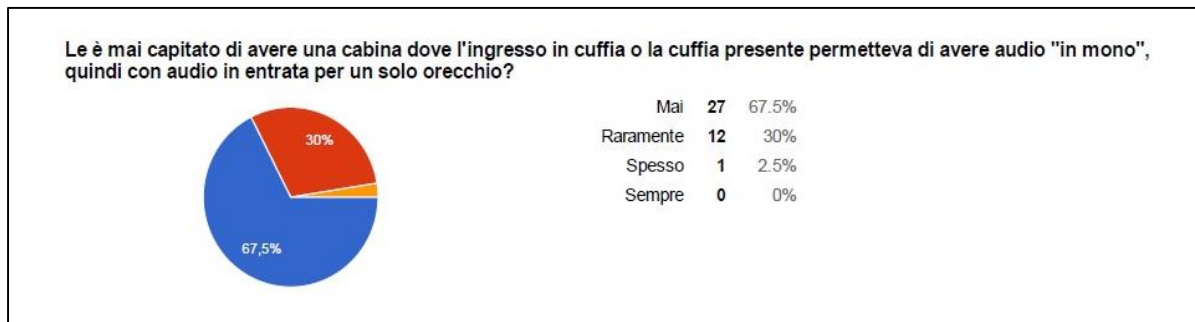 Le è mai capitato di avere una cabina dove l'ingresso in cuffia o la cuffia presente permetteva di avere audio "in mono",
quindi con audio in entrata per un solo orecchio?
30%
67,5%
Mai 27 67.5%
Raramente 12 30%
Spesso 1 2.5%
Sempre 0 0%